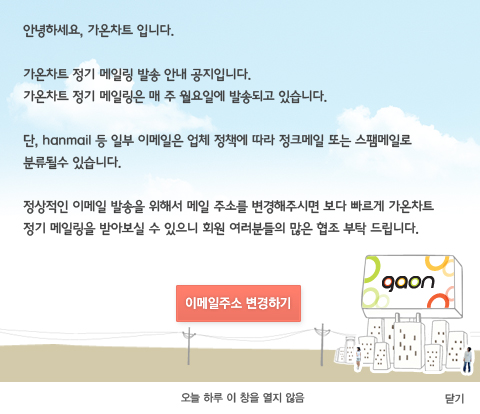 안녕하세요, 가온차트 입니다.
가온차트 정기 메일링 발송 안내 공지입니다.
가온차트 정기 메일링은 매 주 월요일에 발송되고 있습니다.
단, hanmail 등 일부 이메일은 업체 정책에 따라 정크메일 또는 스팸메일로
분류될수 있습니다.
정상적인 이메일 발송을 위해서 메일 주소를 변경해주시면 보다 빠르게 가온차트
정기 메일링을 받아보실 수 있으니 회원 여러분들의 많은 협조 부탁 드립니다.
gaon
이메일주소 변경하기
오늘 하루 이 창을 열지 않음
닫기